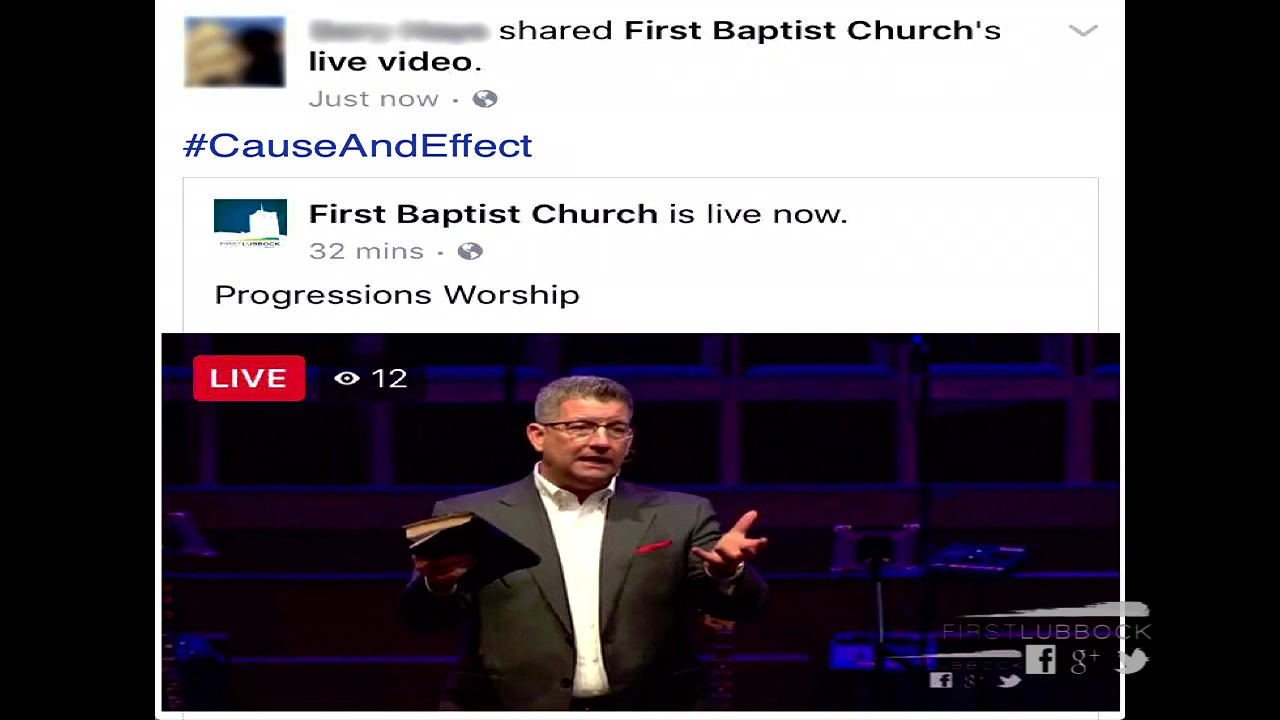 shared First Baptist Church's
live video.
Just now ·
#CauseAndEffect
FIRSTLUBBOCK
First Baptist Church is live now.
32 mins ·
Progressions Worship
LIVE 12
FIRSTLUBBOCK
f g+
f g+